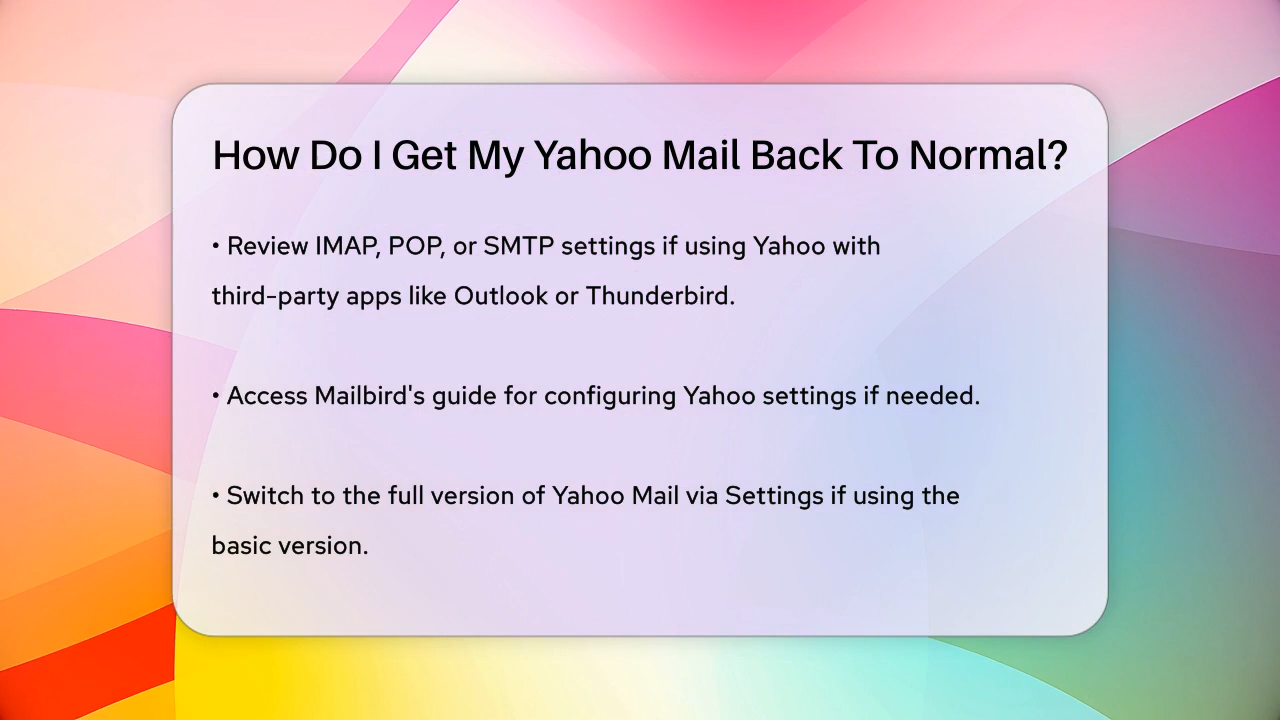 How Do I Get My Yahoo Mail Back To Normal?
• Review IMAP, POP, or SMTP settings if using Yahoo with
third-party apps like Outlook or Thunderbird.
• Access Mailbird's guide for configuring Yahoo settings if needed.
• Switch to the full version of Yahoo Mail via Settings if using the
basic version.